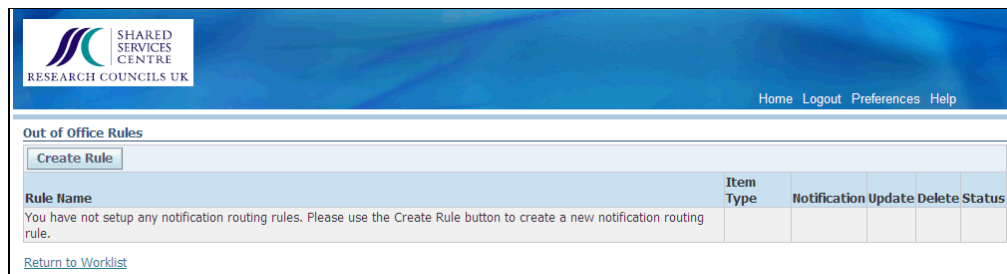 SHARED
SERVICES
CENTRE
RESEARCH COUNCILS UK
Home Logout Preferences Help
Out of Office Rules
Create Rule
Rule Name Item Type Notification Update Delete Status
You have not setup any notification routing rules. Please use the Create Rule button to create a new notification routing
rule.
Return to Worklist